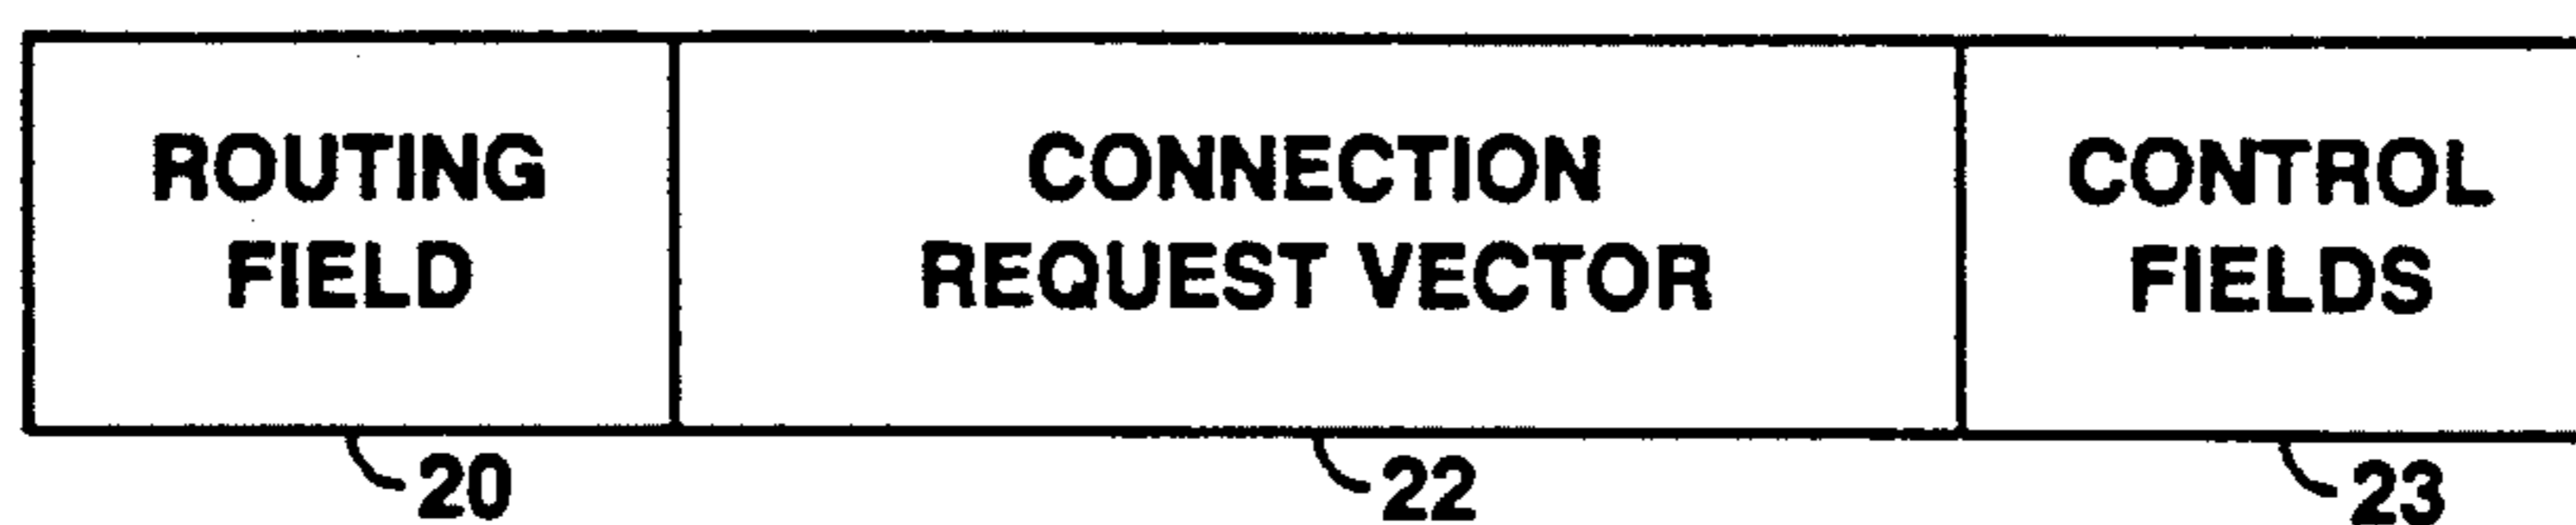 ROUTING
FIELD
CONNECTION
REQUEST VECTOR
CONTROL
FIELDS
20
22
23